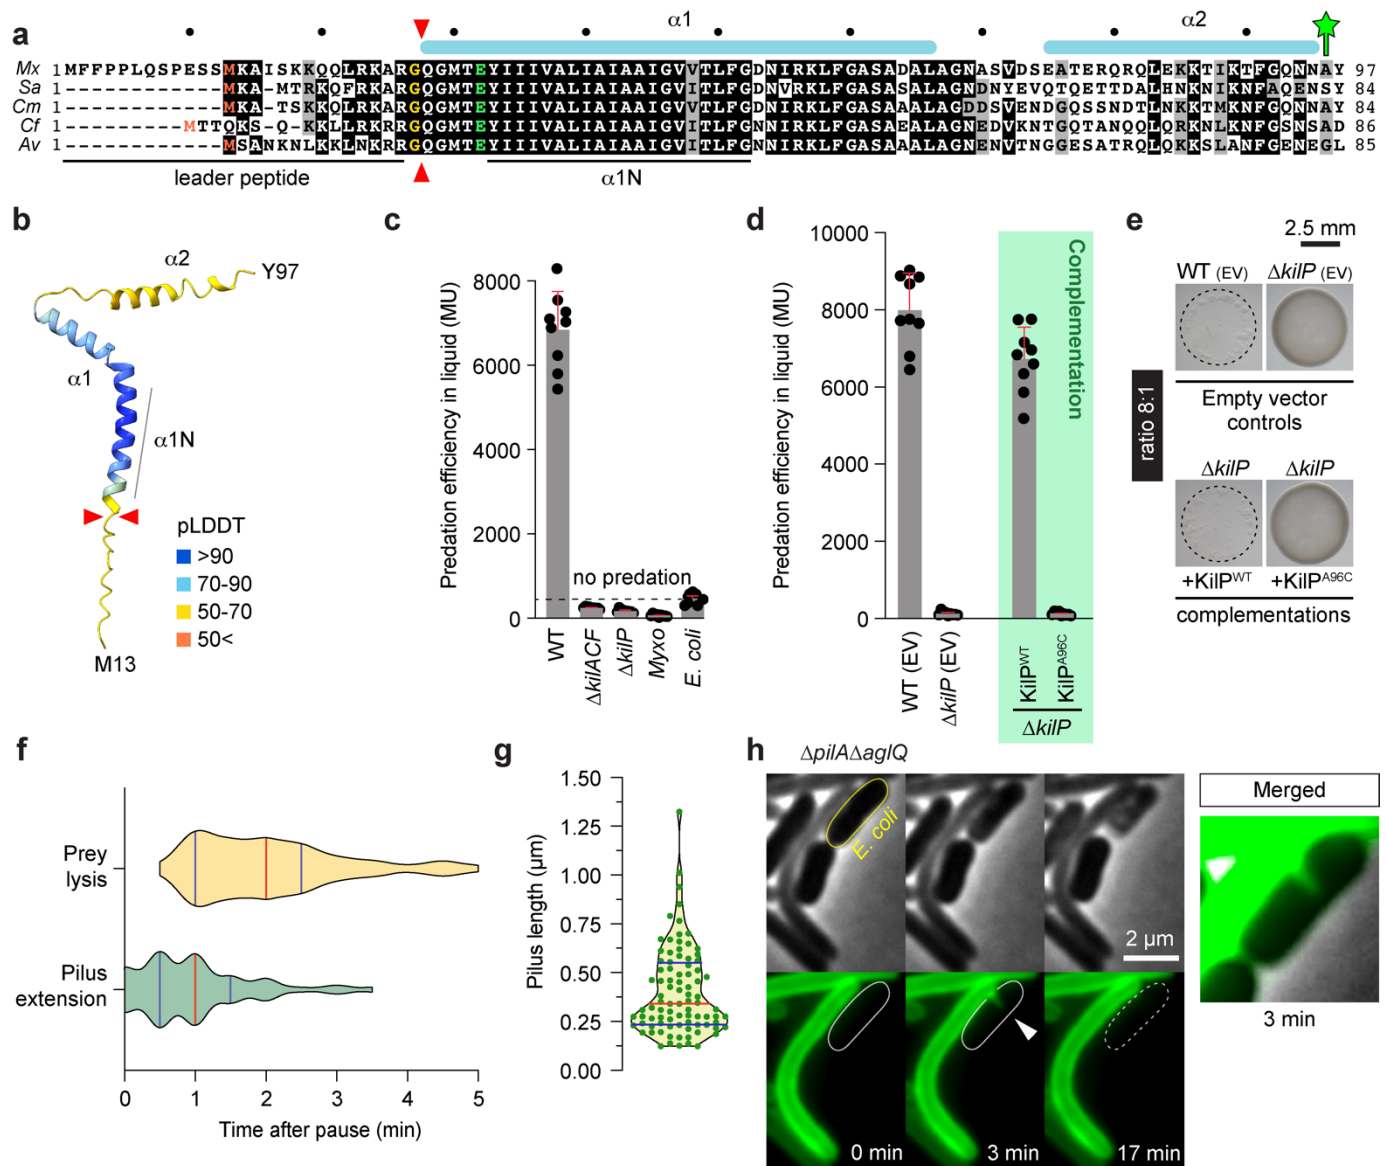 a
α1
α2
Mx 1 MFFPPLQSPESSMKAISKKQQLRKARGQGMTEYIIIVALIAIAAIGVVTLFGDNIRKLFGASADALAGNASVDSEATERQRQLEKKTIKTFGQNNAY 97
Sa 1 ------------MKA-MTRKQFRKARGQGMTEYIIIVALIAIAAIGVITLFGDNVRKLFGASADALAGNDNYEVQTQETTDALHNKNIKNFAQENSY 84
Cm 1 ------------MKA-TSKKQLRKARGQGMTEYIIIVALIAIAAIGVITLFGDNIRKLFGASAAALAGDDSVENDGQSSNDTLNKKTMKNFGQNNAY 84
Cf 1 ---------MTTQKS-Q-KKLLRKRRGQGMTEYIIIVALIAIAAIGVITLFGNNIRKLFGASAEALAGNEDVKNTGQTANQQLRKNLKNFGSNSAD 86
Av 1 ------------MSANKNLKKLNKRRGQGMTEYIIIVALIAIAAIGVVTLFGDNIRKLFGASAEALAGNENVTNGGESATRQLQKKSLANFGENEGL 85
leader peptide
α1N
b
α2
Y97
α1
α1N
pLDDT
>90
70-90
50-70
50<
M13
c
Predation efficiency in liquid (MU)
8000
6000
4000
2000
0
no predation
WT
ΔkilACF
ΔkilP
Myxo
E. coli
d
Predation efficiency in liquid (MU)
10000
8000
6000
4000
2000
0
Complementation
WT (EV)
ΔkilP (EV)
KilPWT
KilPA96C
ΔkilP
e
2.5 mm
WT (EV)
ΔkilP (EV)
Empty vector
controls
ratio 8:1
ΔkilP
ΔkilP
+KilPWT
+KilPA96C
complementations
f
Prey
lysis
Pilus
extension
0 1 2 3 4 5
Time after pause (min)
g
Pilus length (μm)
1.50
1.25
1.00
0.75
0.50
0.25
0.00
h
ΔpilAΔaglQ
E. coli
2 μm
0 min
3 min
17 min
Merged
3 min